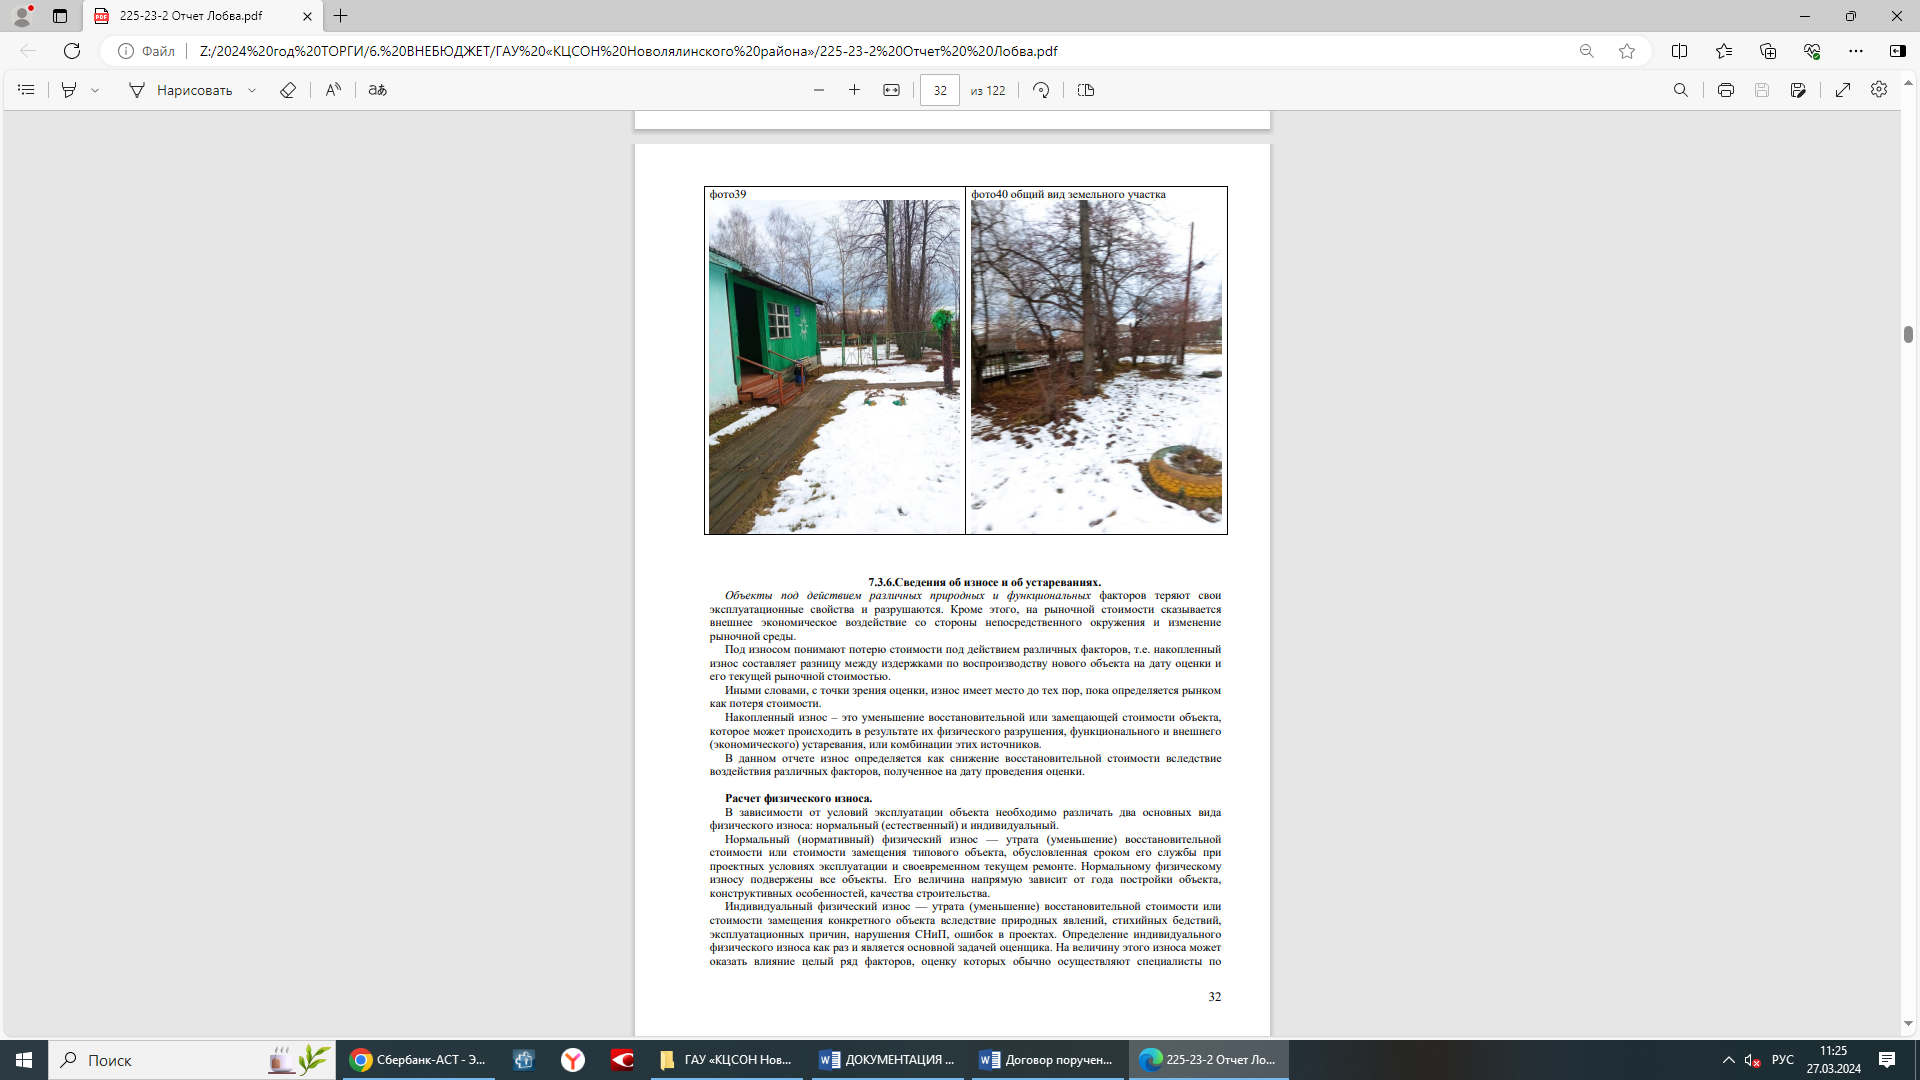 225-23-2 Отчет Лобва.pdf
Файл
Z:/2024%20год%20ТОРГИ/6.%20ВНЕБЮДЖЕТ/ГАУ%20«КЦСОН%20Новолялинского%20района»/225-23-2%20Отчет%20%20Лобва.pdf
Нарисовать
32
из 122
фото39
фото40 общий вид земельного участка
7.3.6.Сведения об износе и об устареваниях.
Объекты под действием различных природных и функциональных факторов теряют свои
эксплуатационные свойства и разрушаются. Кроме этого, на рыночной стоимости сказывается
внешнее экономическое воздействие со стороны непосредственного окружения и изменение
рыночной среды.
Под износом понимают потерю стоимости под действием различных факторов, т.е. накопленный
износ составляет разницу между издержками по воспроизводству нового объекта на дату оценки и
его текущей рыночной стоимостью.
Иными словами, с точки зрения оценки, износ имеет место до тех пор, пока определяется рынком
как потеря стоимости.
Накопленный износ – это уменьшение восстановительной или замещающей стоимости объекта,
которое может происходить в результате их физического разрушения, функционального и внешнего
(экономического) устаревания, или комбинации этих источников.
В данном отчете износ определяется как снижение восстановительной стоимости вследствие
воздействия различных факторов, полученное на дату проведения оценки.
Расчет физического износа.
В зависимости от условий эксплуатации объекта необходимо различать два основных вида
физического износа: нормальный (естественный) и индивидуальный.
Нормальный (нормативный) физический износ — утрата (уменьшение) восстановительной
стоимости или стоимости замещения типового объекта, обусловленная сроком его службы при
проектных условиях эксплуатации и своевременном текущем ремонте. Нормальному физическому
износу подвержены все объекты. Его величина напрямую зависит от года постройки объекта,
конструктивных особенностей, качества строительства.
Индивидуальный физический износ — утрата (уменьшение) восстановительной стоимости или
стоимости замещения конкретного объекта вследствие природных явлений, стихийных бедствий,
эксплуатационных причин, нарушения СНиП, ошибок в проектах. Определение индивидуального
физического износа как раз и является основной задачей оценщика. На величину этого износа может
оказать влияние целый ряд факторов, оценку которых обычно осуществляют специалисты по
32
Поиск
Сбербанк-АСТ - Э...
ГАУ «КЦСОН Нов...
ДОКУМЕНТАЦИЯ ...
Договор поручен...
225-23-2 Отчет Ло...
РУС
11:25
27.03.2024